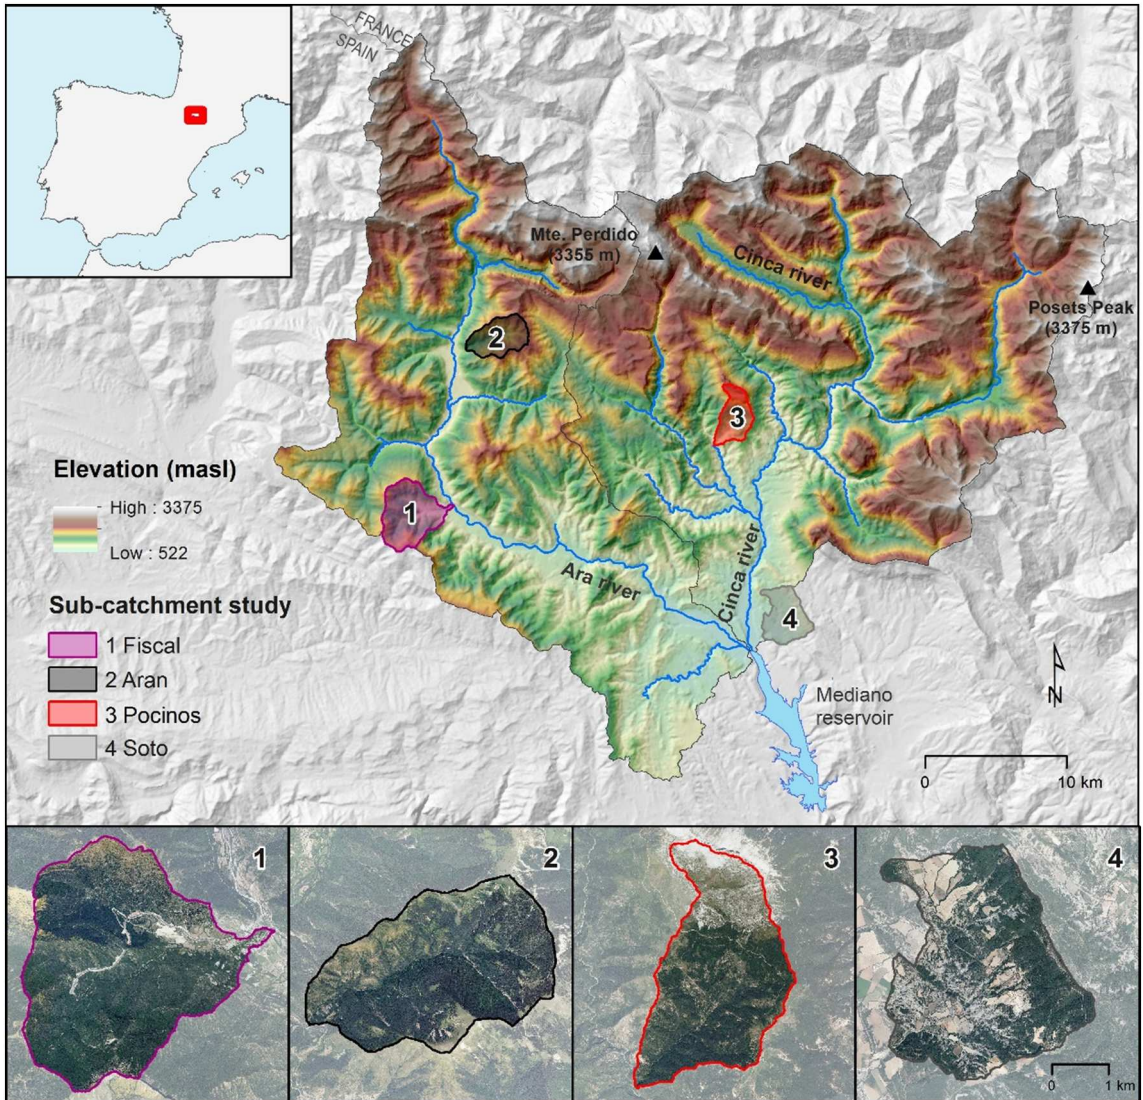 FRANCE
SPAIN
Mte. Perdido
(3355 m)
Cinca river
Posets Peak
(3375 m)
2
3
1
4
Ara river
Cinca river
Elevation (masl)
High : 3375
Low : 522
Sub-catchment study
1 Fiscal
2 Aran
3 Pocinos
4 Soto
Mediano
reservoir
N
0
10 km
1
2
3
4
0
1 km